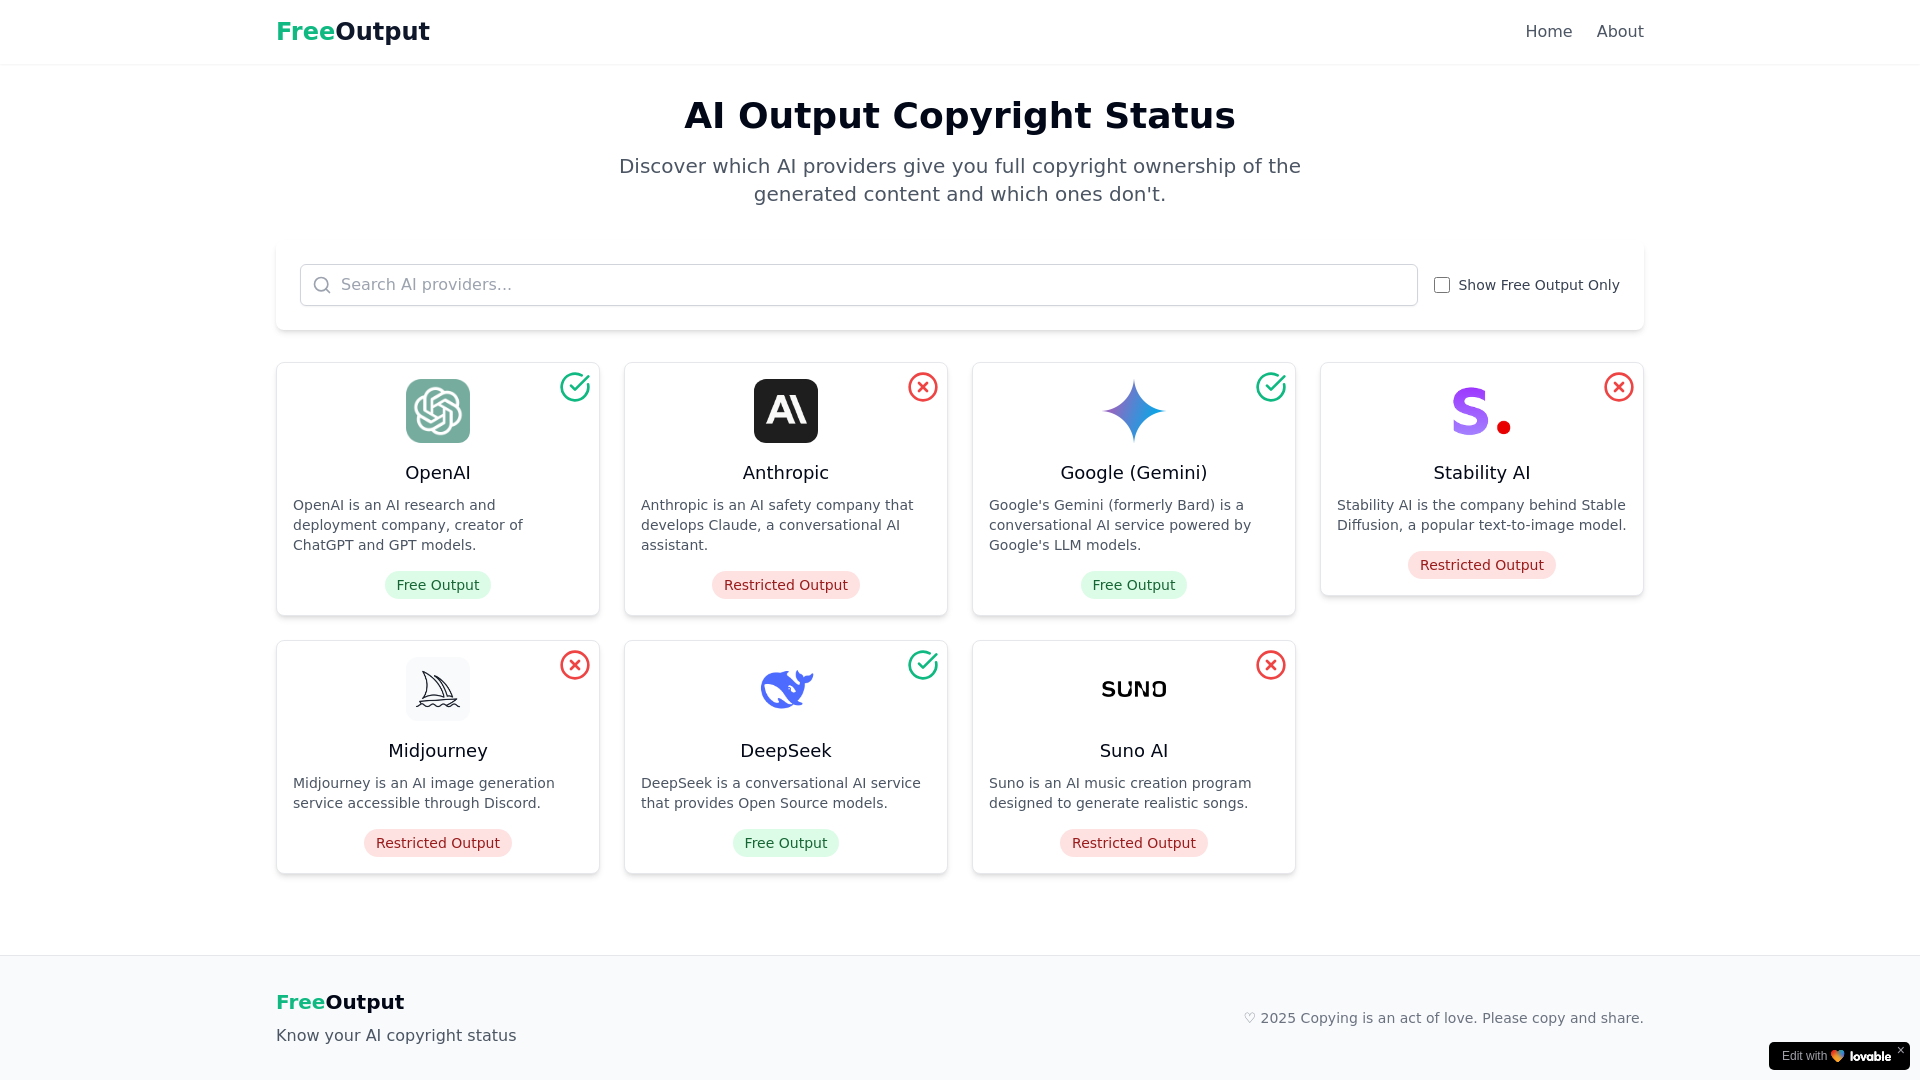 FreeOutput
Home
About
AI Output Copyright Status
Discover which AI providers give you full copyright ownership of the
generated content and which ones don't.
Search AI providers...
Show Free Output Only
OpenAI
OpenAI is an AI research and
deployment company, creator of
ChatGPT and GPT models.
Free Output
Anthropic
Anthropic is an AI safety company that
develops Claude, a conversational AI
assistant.
Restricted Output
Google (Gemini)
Google's Gemini (formerly Bard) is a
conversational AI service powered by
Google's LLM models.
Free Output
S.
Stability AI
Stability AI is the company behind Stable
Diffusion, a popular text-to-image model.
Restricted Output
Midjourney
Midjourney is an AI image generation
service accessible through Discord.
Restricted Output
DeepSeek
DeepSeek is a conversational AI service
that provides Open Source models.
Free Output
SUNO
Suno AI
Suno is an AI music creation program
designed to generate realistic songs.
Restricted Output
FreeOutput
Know your AI copyright status
♡ 2025 Copying is an act of love. Please copy and share.
Edit with lovable